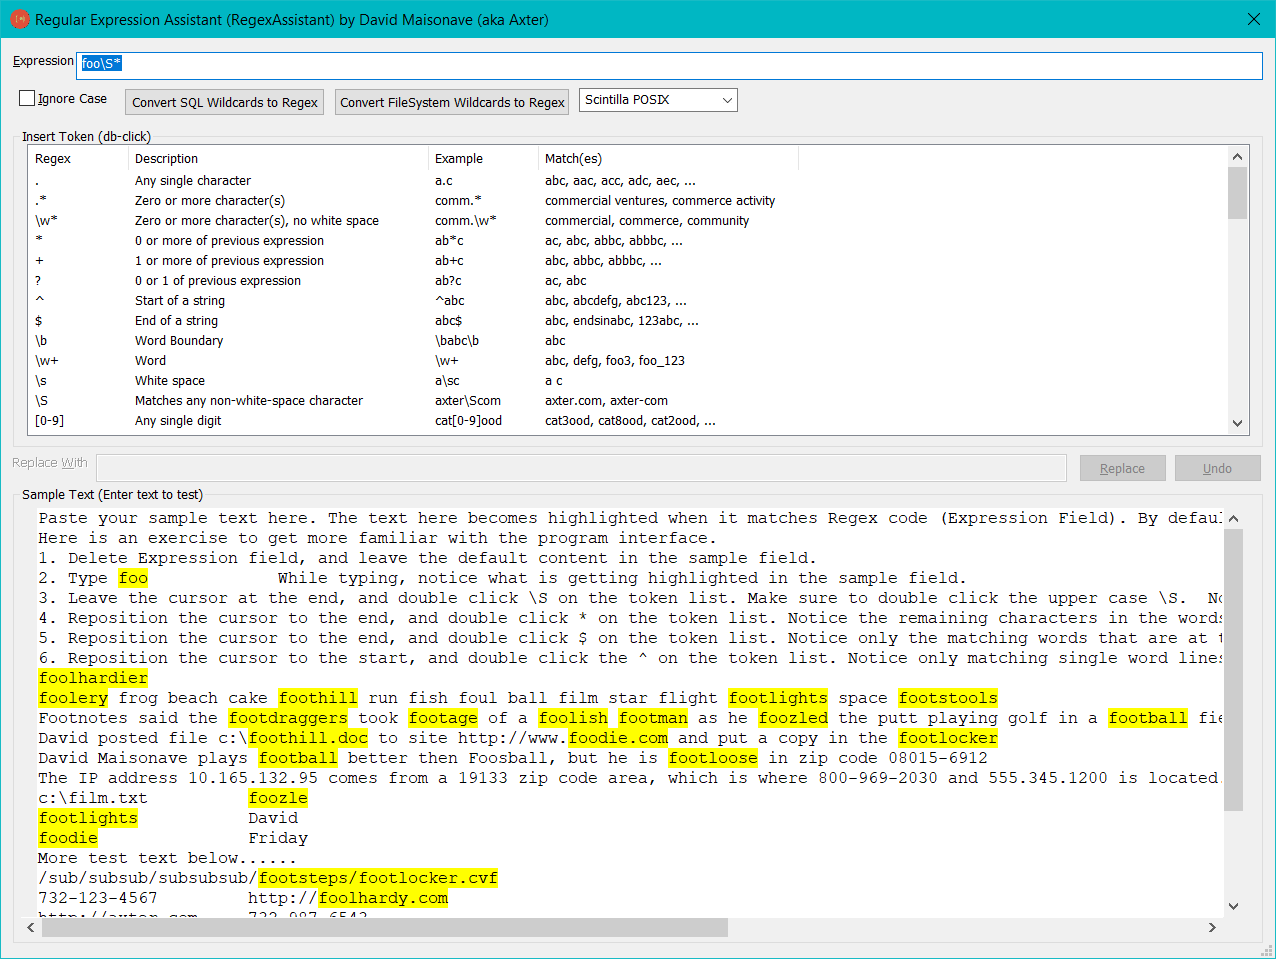 Regular Expression Assistant (RegexAssistant) by David Maisonave (aka Axter)
Expression foo\S*
Ignore Case Convert SQL Wildcards to Regex Convert FileSystem Wildcards to Regex Scintilla POSIX
Insert Token (db-click)
Regex Description Example Match(es)
. Any single character a.c abc, aac, acc, adc, aec, ...
.* Zero or more character(s) comm.* commercial ventures, commerce activity
\w* Zero or more character(s), no white space comm.\w* commercial, commerce, community
* 0 or more of previous expression ab*c ac, abc, abbc, abbbc, ...
+ 1 or more of previous expression ab+c abc, abbc, abbbc, ...
? 0 or 1 of previous expression ab?c ac, abc
^ Start of a string ^abc abc, abcdefg, abc123, ...
$ End of a string abc$ abc, endsinabc, 123abc, ...
\b Word Boundary \babc\b abc
\w+ Word \w+ abc, defg, foo3, foo_123
\s White space a\sc a c
\S Matches any non-white-space character axter\Scom axter.com, axter-com
[0-9] Any single digit cat[0-9]ood cat3ood, cat8ood, cat2ood, ...
Replace With Replace Undo
Sample Text (Enter text to test)
Paste your sample text here. The text here becomes highlighted when it matches Regex code (Expression Field). By defau
Here is an exercise to get more familiar with the program interface.
1. Delete Expression field, and leave the default content in the sample field.
2. Type foo While typing, notice what is getting highlighted in the sample field.
3. Leave the cursor at the end, and double click \S on the token list. Make sure to double click the upper case \S. No
4. Reposition the cursor to the end, and double click * on the token list. Notice the remaining characters in the words
5. Reposition the cursor to the end, and double click $ on the token list. Notice only the matching words that are at t
6. Reposition the cursor to the start, and double click the ^ on the token list. Notice only matching single word lines
foolhardier
foolery frog beach cake foothill run fish foul ball film star flight footlights space footstools
Footnotes said the footdraggers took footage of a foolish footman as he foozled the putt playing golf in a football fie
David posted file c:\foothill.doc to site http://www.foodie.com and put a copy in the footlocker
David Maisonave plays football better then Foosball, but he is footloose in zip code 08015-6912
The IP address 10.165.132.95 comes from a 19133 zip code area, which is where 800-969-2030 and 555.345.1200 is located.
c:\film.txt foozle
footlights David
foodie Friday
More test text below......
/sub/subsub/subsubsub/footsteps/footlocker.cvf
732-123-4567 http://foolhardy.com
http://axter.com 732-987-6543